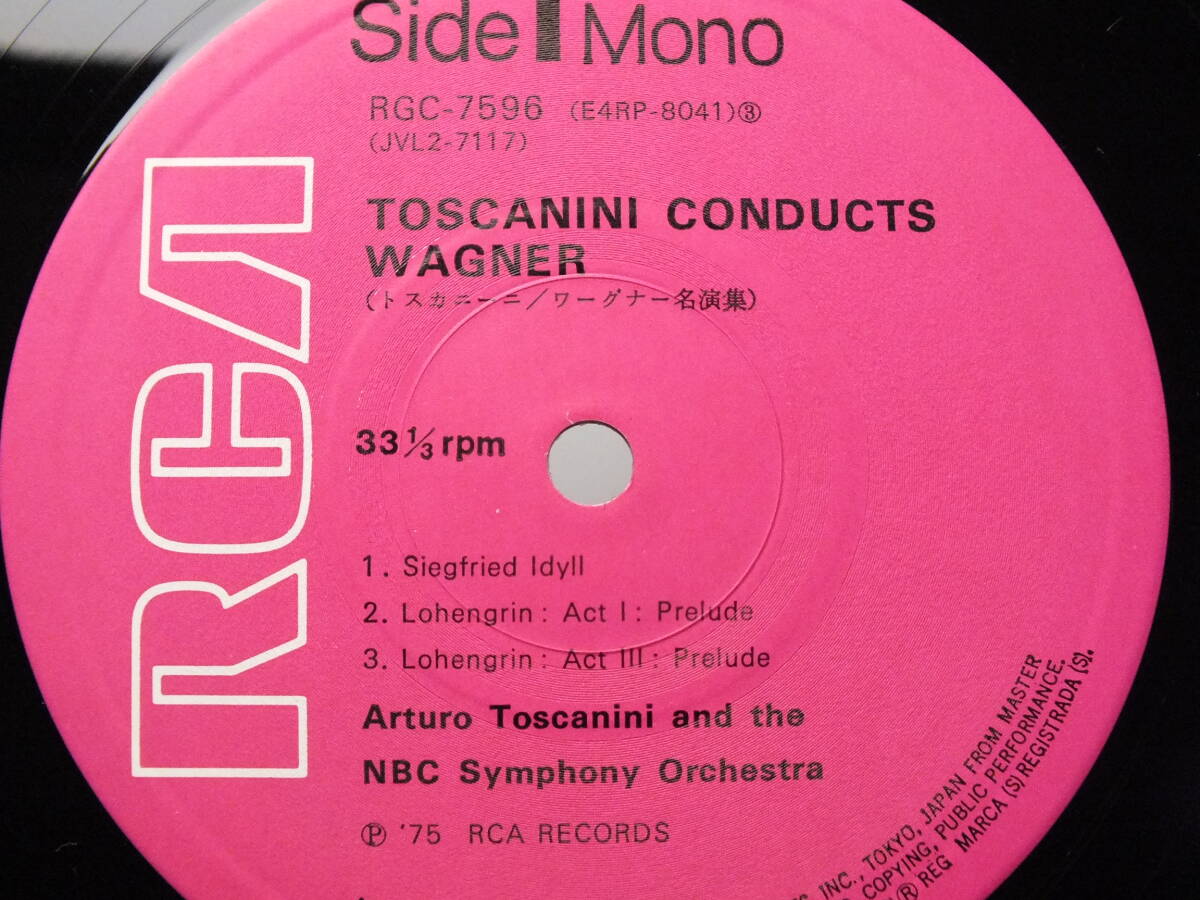 Side 1 Mono
RGC-7596 (E4RP-8041)③
(JVL2-7117)
TOSCANINI CONDUCTS
WAGNER
(トスカニーニ/ワーグナー名演集)
RCA
33 1/3 rpm
1. Siegfried Idyll
2. Lohengrin: Act I: Prelude
3. Lohengrin: Act III: Prelude
Arturo Toscanini and the
NBC Symphony Orchestra
Ⓟ '75 RCA RECORDS
INC., TOKYO, JAPAN FROM MASTER
COPYING, PUBLIC PERFORMANCE.
® REG MARCA (S) REGISTRADA (S).